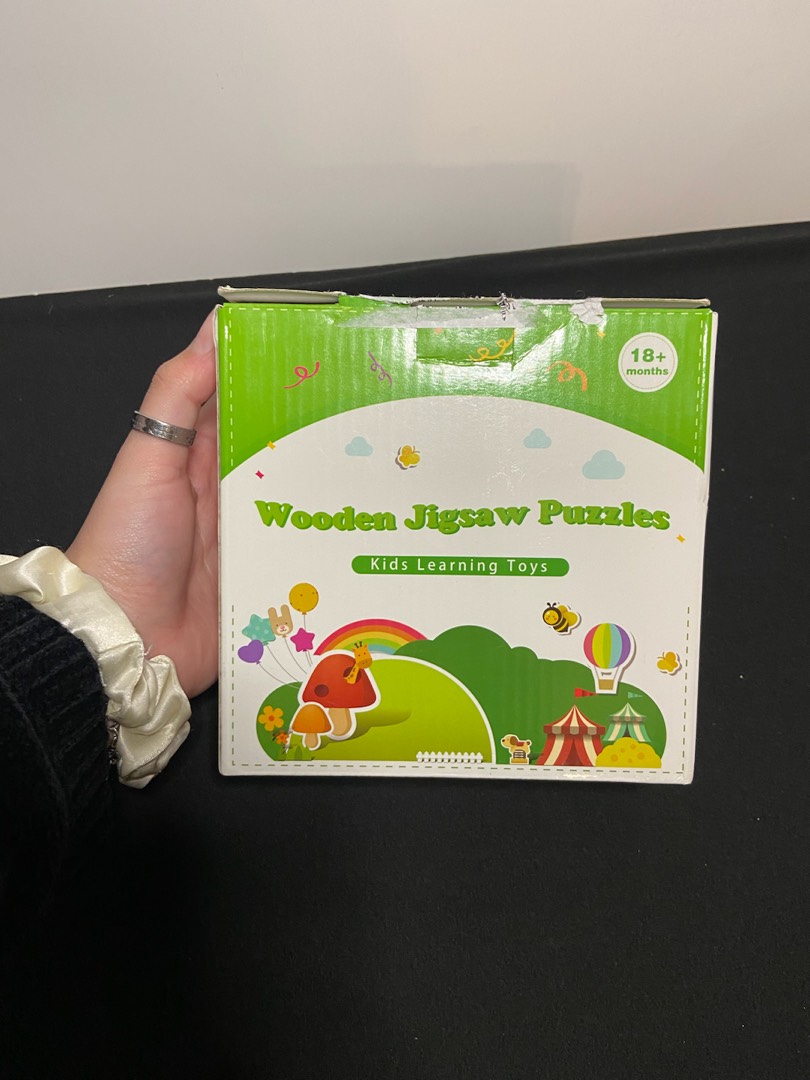 18+
months
Wooden Jigsaw Puzzles
Kids Learning Toys